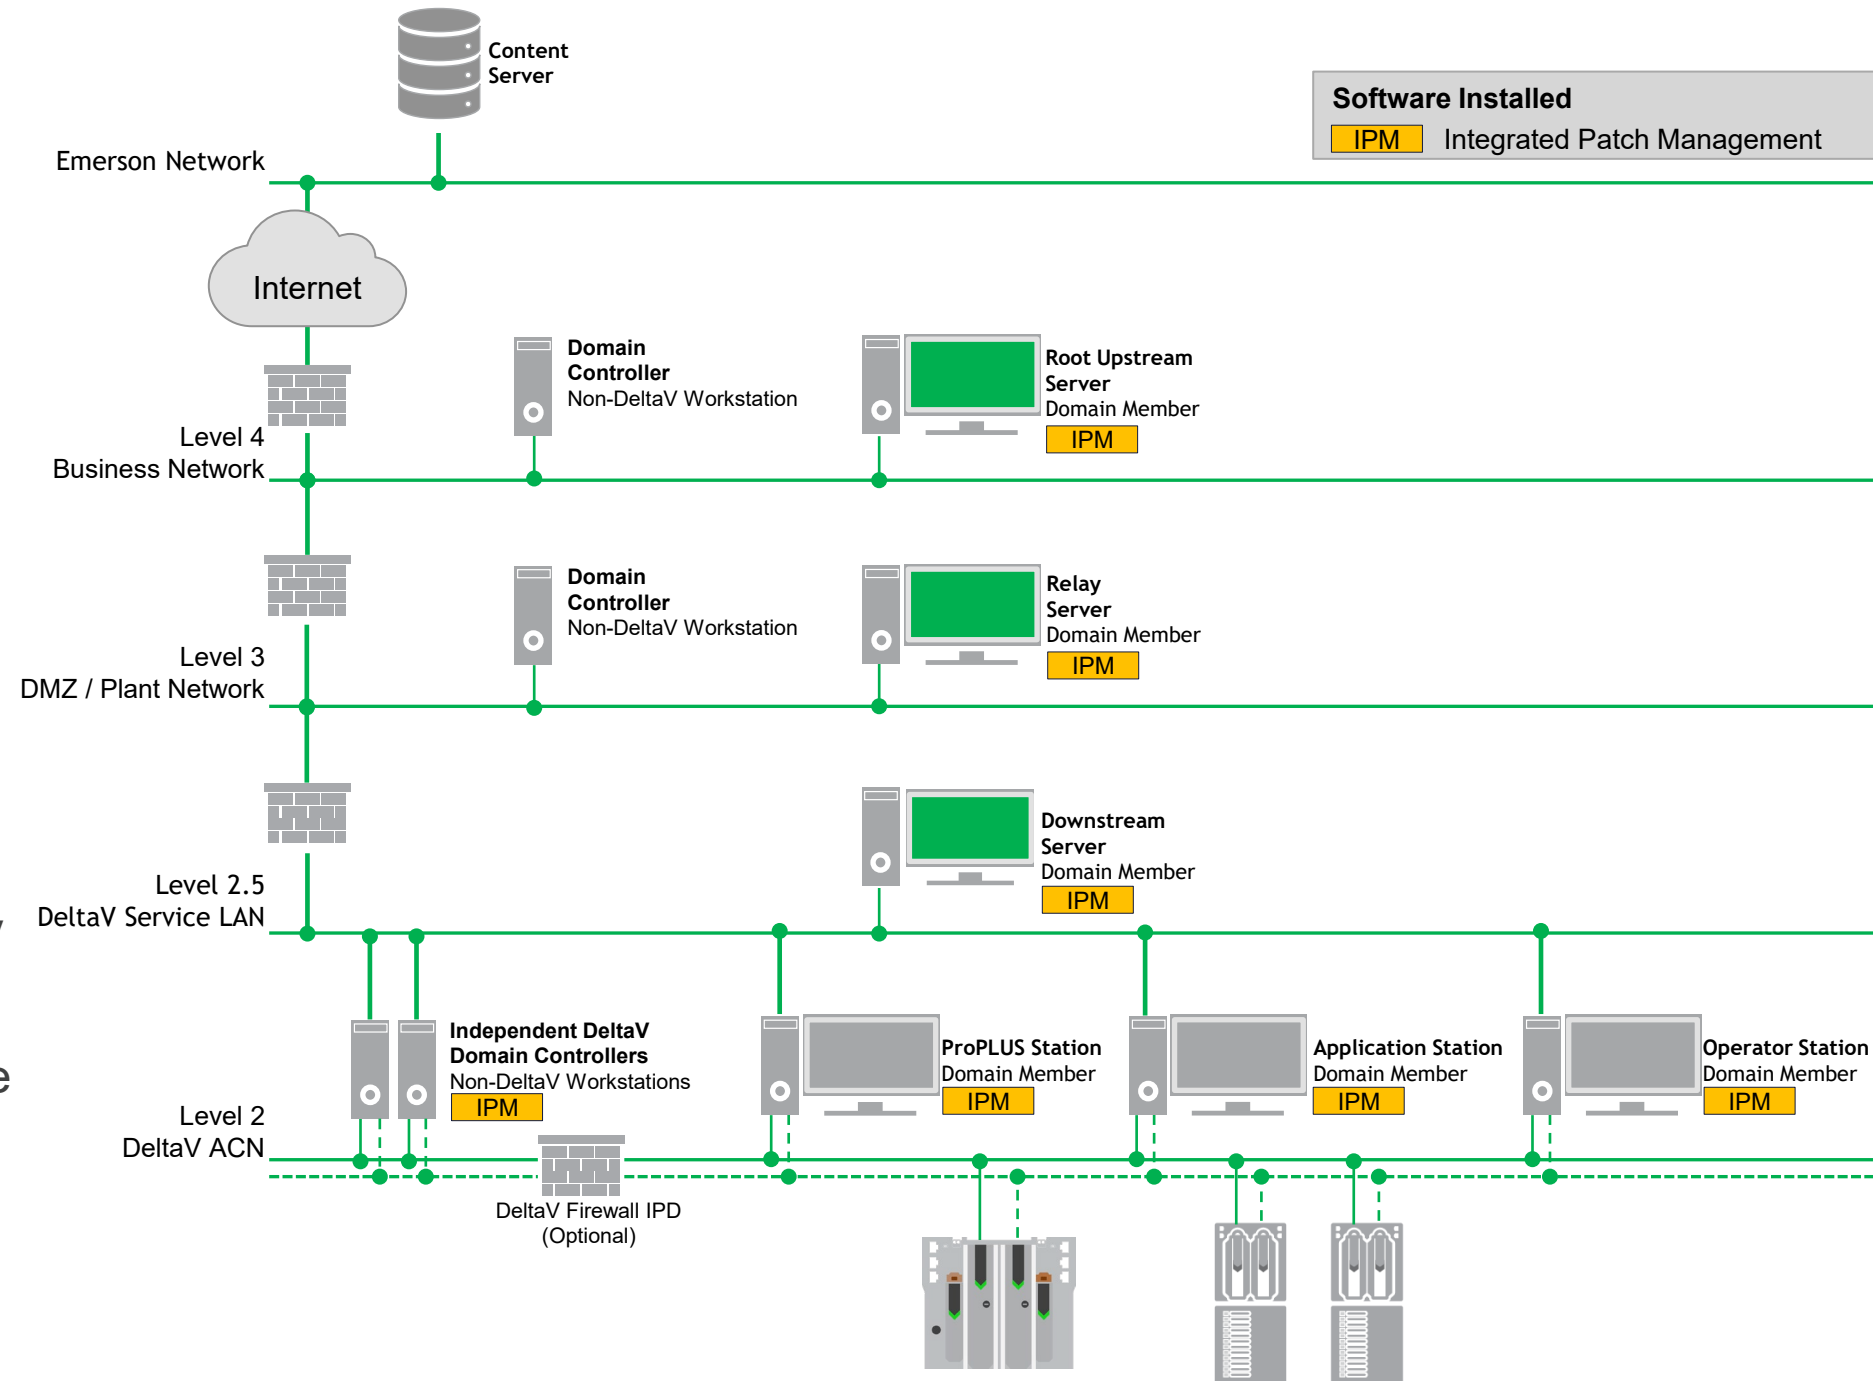 Content
Server
Software Installed
IPM Integrated Patch Management
Emerson Network
Internet
Domain
Controller
Non-DeltaV Workstation
Root Upstream
Server
Domain Member
IPM
Level 4
Business Network
Domain
Controller
Non-DeltaV Workstation
Relay
Server
Domain Member
IPM
Level 3
DMZ / Plant Network
Downstream
Server
Domain Member
IPM
Level 2.5
DeltaV Service LAN
Independent DeltaV
Domain Controllers
Non-DeltaV Workstations
IPM
ProPLUS Station
Domain Member
IPM
Application Station
Domain Member
IPM
Operator Station
Domain Member
IPM
e
Level 2
DeltaV ACN
DeltaV Firewall IPD
(Optional)